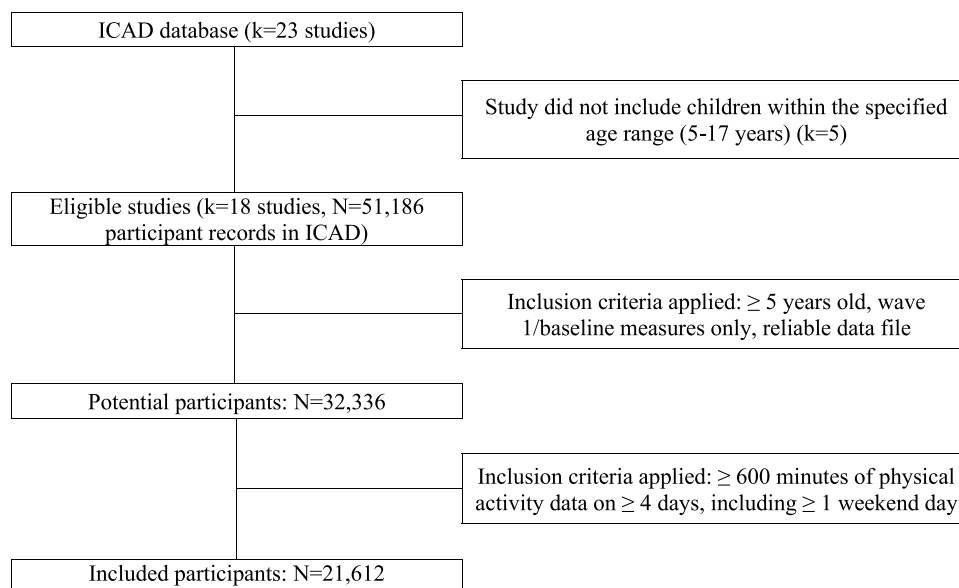 ICAD database (k=23 studies)
Study did not include children within the specified
age range (5-17 years) (k=5)
Eligible studies (k=18 studies, N=51,186
participant records in ICAD)
Inclusion criteria applied: ≥ 5 years old, wave
1/baseline measures only, reliable data file
Potential participants: N=32,336
Inclusion criteria applied: ≥ 600 minutes of physical
activity data on ≥ 4 days, including ≥ 1 weekend day
Included participants: N=21,612